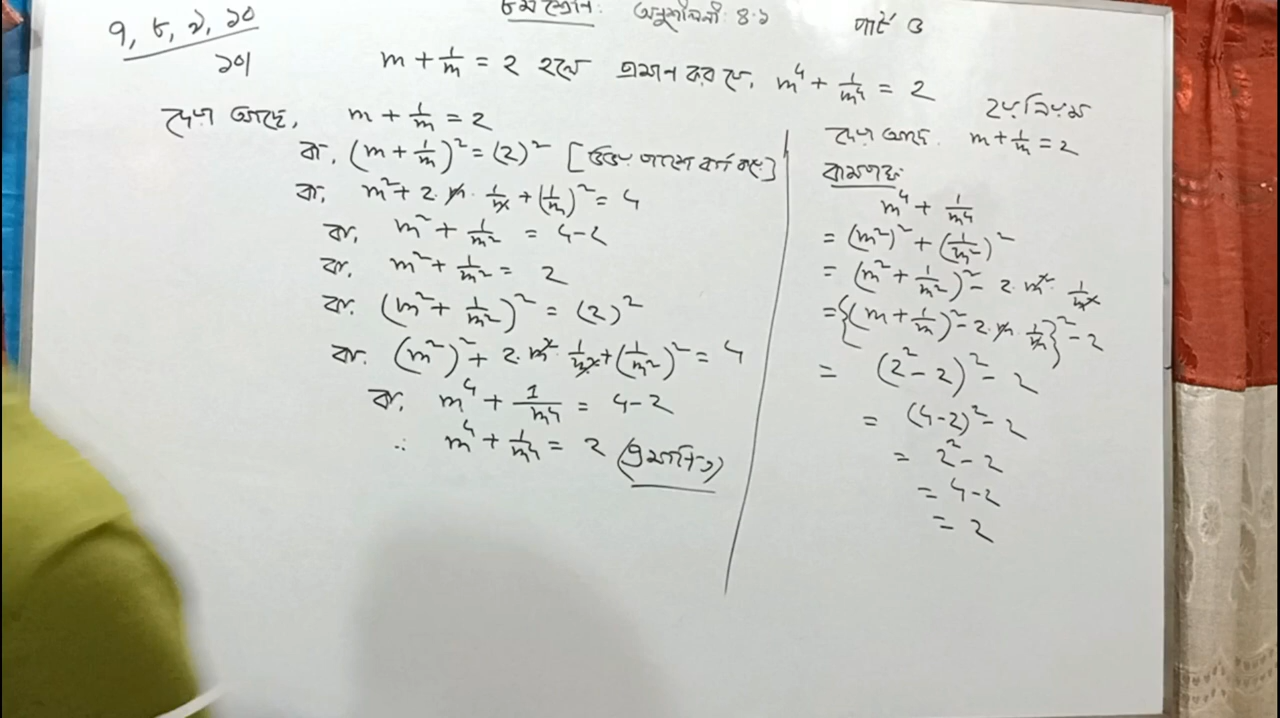 ৭, ৮, ৯, ১০
৮ম শ্রেণি: অনুশীলনী: ৪.১ পার্ট ৩
১০। m + 1/m = 2 হলে প্রমাণ কর যে, m⁴ + 1/m⁴ = 2
দেওয়া আছে, m + 1/m = 2
বা, (m + 1/m)² = (2)² [উভয় পাশে বর্গ করে]
বা, m² + 2·m·1/m + (1/m)² = 4
বা, m² + 1/m² = 4-2
বা, m² + 1/m² = 2
বা, (m² + 1/m²)² = (2)²
বা, (m²)² + 2·m²·1/m² + (1/m²)² = 4
বা, m⁴ + 1/m⁴ = 4-2
∴ m⁴ + 1/m⁴ = 2 (প্রমাণিত)
২য় নিয়ম
দেওয়া আছে, m + 1/m = 2
বামপক্ষ
m⁴ + 1/m⁴
= (m²)² + (1/m²)²
= (m² + 1/m²)² - 2·m²·1/m²
= {(m + 1/m)² - 2·m·1/m}² - 2
= (2² - 2)² - 2
= (4-2)² - 2
= 2² - 2
= 4-2
= 2